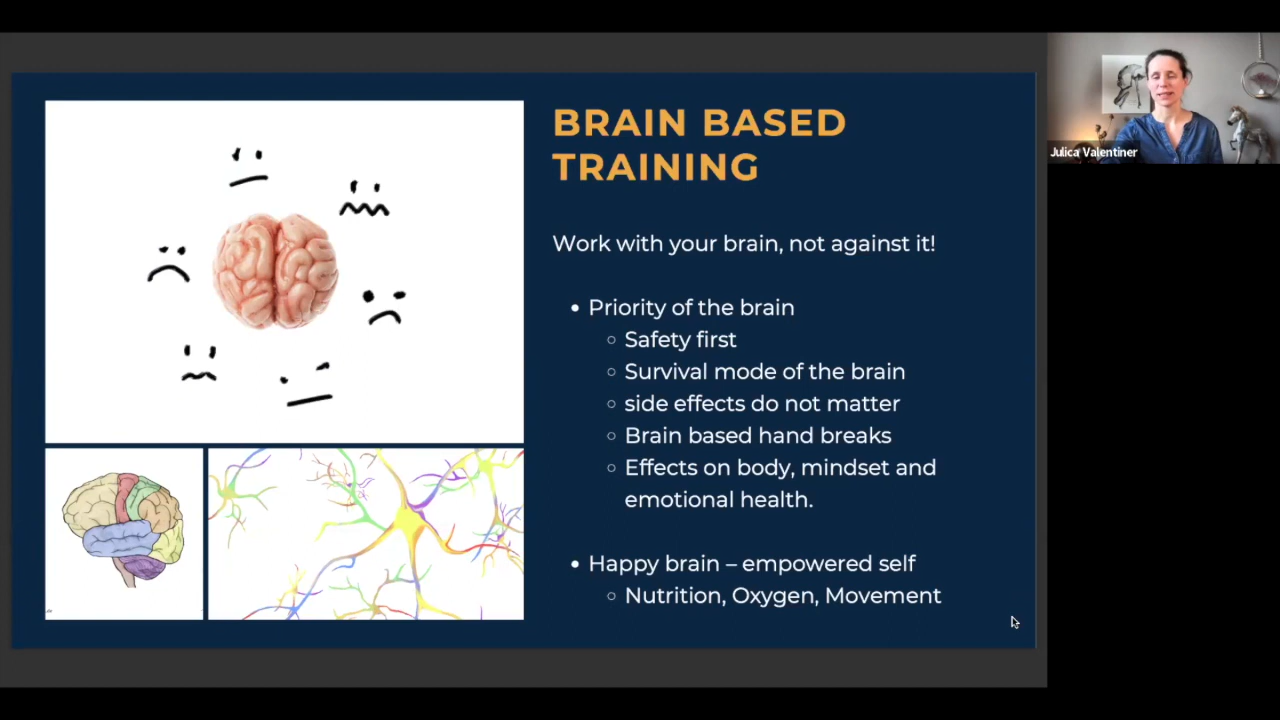 BRAIN BASED
TRAINING
Work with your brain, not against it!
• Priority of the brain
○ Safety first
○ Survival mode of the brain
○ side effects do not matter
○ Brain based hand breaks
○ Effects on body, mindset and
emotional health.
• Happy brain – empowered self
○ Nutrition, Oxygen, Movement
Julica Valentiner